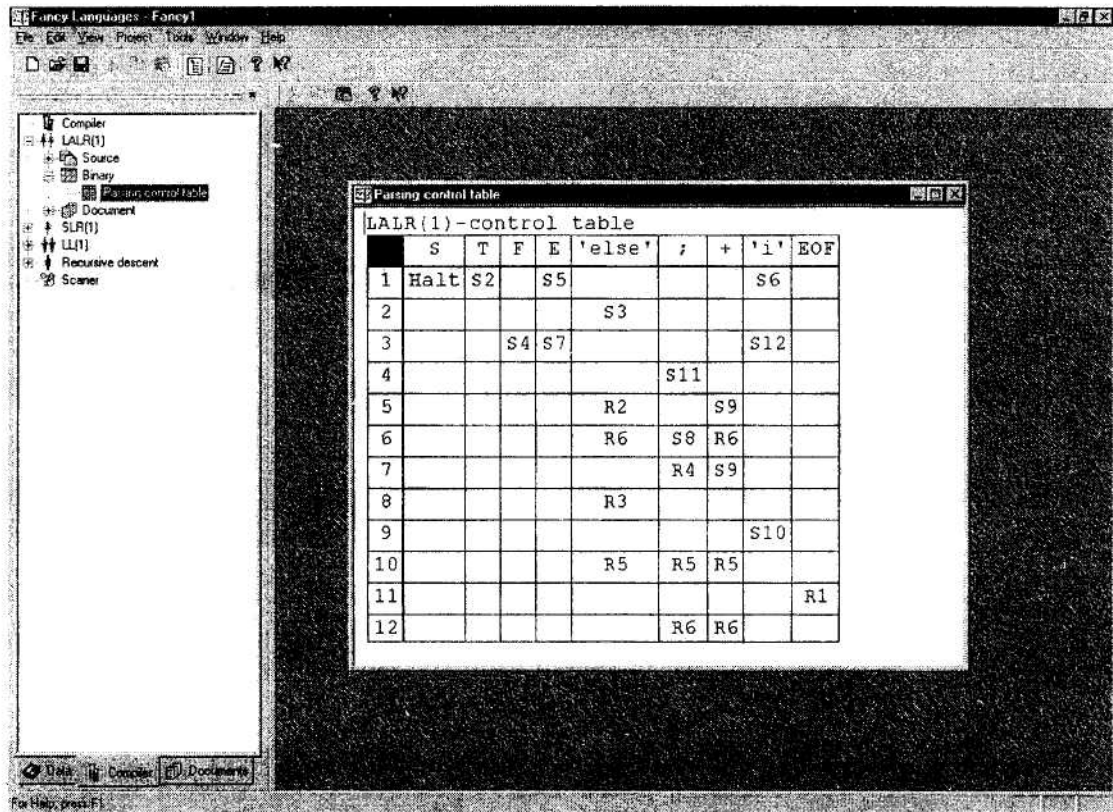 Fancy Languages - Fancy1
File Edit View Project Tools Window Help
Compiler
LALR(1)
Source
Binary
Parsing control table
Document
SLR(1)
LL(1)
Recursive descent
Scaner
Parsing control table
LALR(1)-control table
S T F E 'else' ; + 'i' EOF
1 Halt S2 S5 S6
2 S3
3 S4 S7 S12
4 S11
5 R2 S9
6 R6 S8 R6
7 R4 S9
8 R3
9 S10
10 R5 R5 R5
11 R1
12 R6 R6
Data Compiler Documents
For Help, press F1